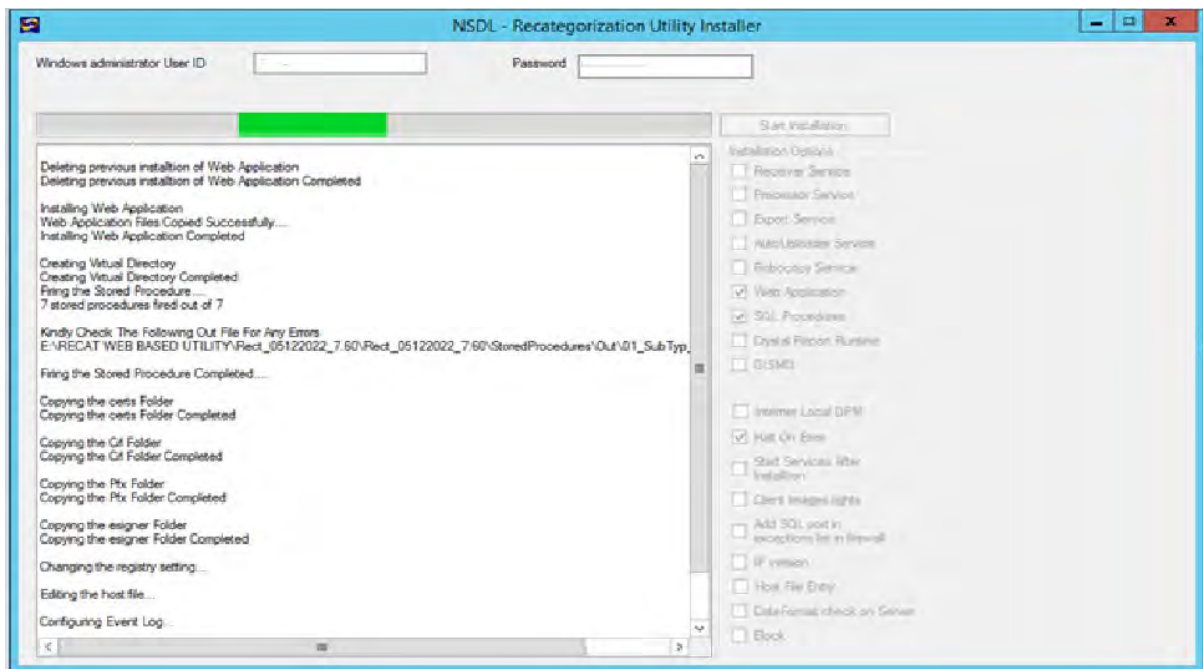 NSDL - Recategorization Utility Installer
Windows administrator User ID
Password
Start Installation
Deleting previous installtion of Web Application
Deleting previous installtion of Web Application Completed
Installing Web Application
Web Application Files Copied Successfully....
Installing Web Application Completed
Creating Virtual Directory
Creating Virtual Directory Completed
Firing the Stored Procedure....
7 stored procedures fired out of 7
Kindly Check The Following Out File For Any Errors
E:\RECAT WEB BASED UTILITY\Rect_05122022_7.60\Rect_05122022_7.60\StoredProcedures\Out\01_SubTyp_
Firing the Stored Procedure Completed....
Copying the certs Folder
Copying the certs Folder Completed
Copying the Crl Folder
Copying the Crl Folder Completed
Copying the Pfx Folder
Copying the Pfx Folder Completed
Copying the esigner Folder
Copying the esigner Folder Completed
Changing the registry setting...
Editing the host file...
Configuring Event Log...
Installation Options
Receiver Service
Processor Service
Export Service
AutoUploader Service
Robocopy Service
Web Application
SQL Procedures
Crystal Report Runtime
GISMO
Internet Local DPM
Halt On Error
Start Services After
Installtion
Client Images rights
Add SQL port in
exceptions list in firewall
IP version
Host File Entry
DateFormat check on Server
Block